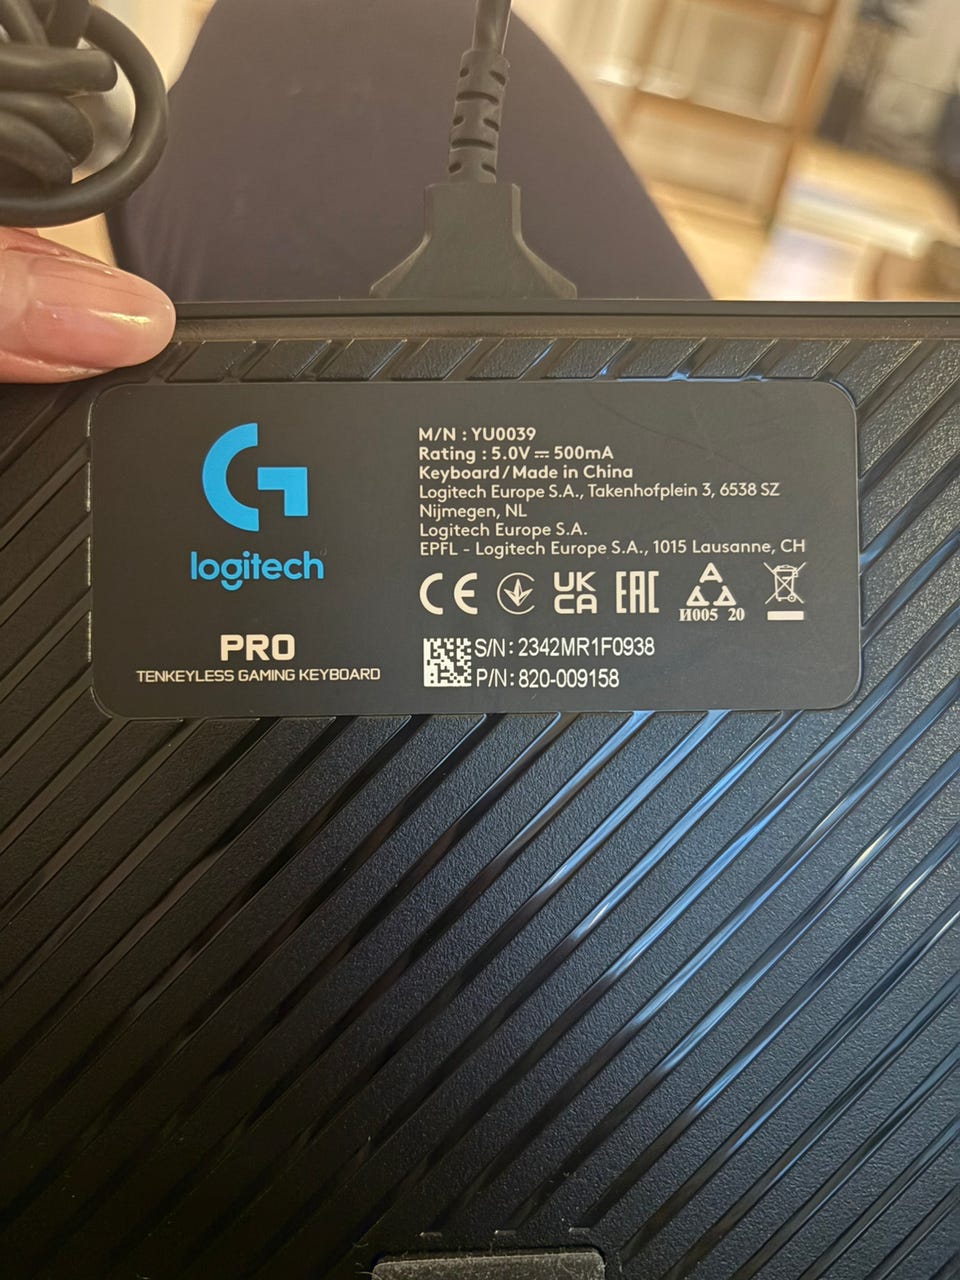 logitech
PRO
TENKEYLESS GAMING KEYBOARD
M/N : YU0039
Rating : 5.0V ⎓ 500mA
Keyboard / Made in China
Logitech Europe S.A., Takenhofplein 3, 6538 SZ
Nijmegen, NL
Logitech Europe S.A.
EPFL - Logitech Europe S.A., 1015 Lausanne, CH
CE UK CA EAC
И005 20
S/N: 2342MR1F0938
P/N: 820-009158